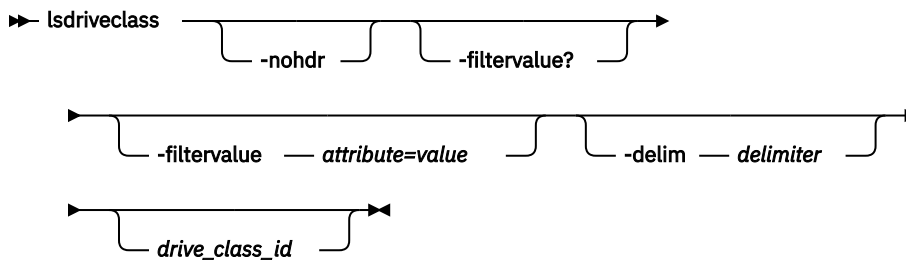 lsdriveclass
-nohdr -filtervalue?
-filtervalue attribute=value -delim delimiter
drive_class_id